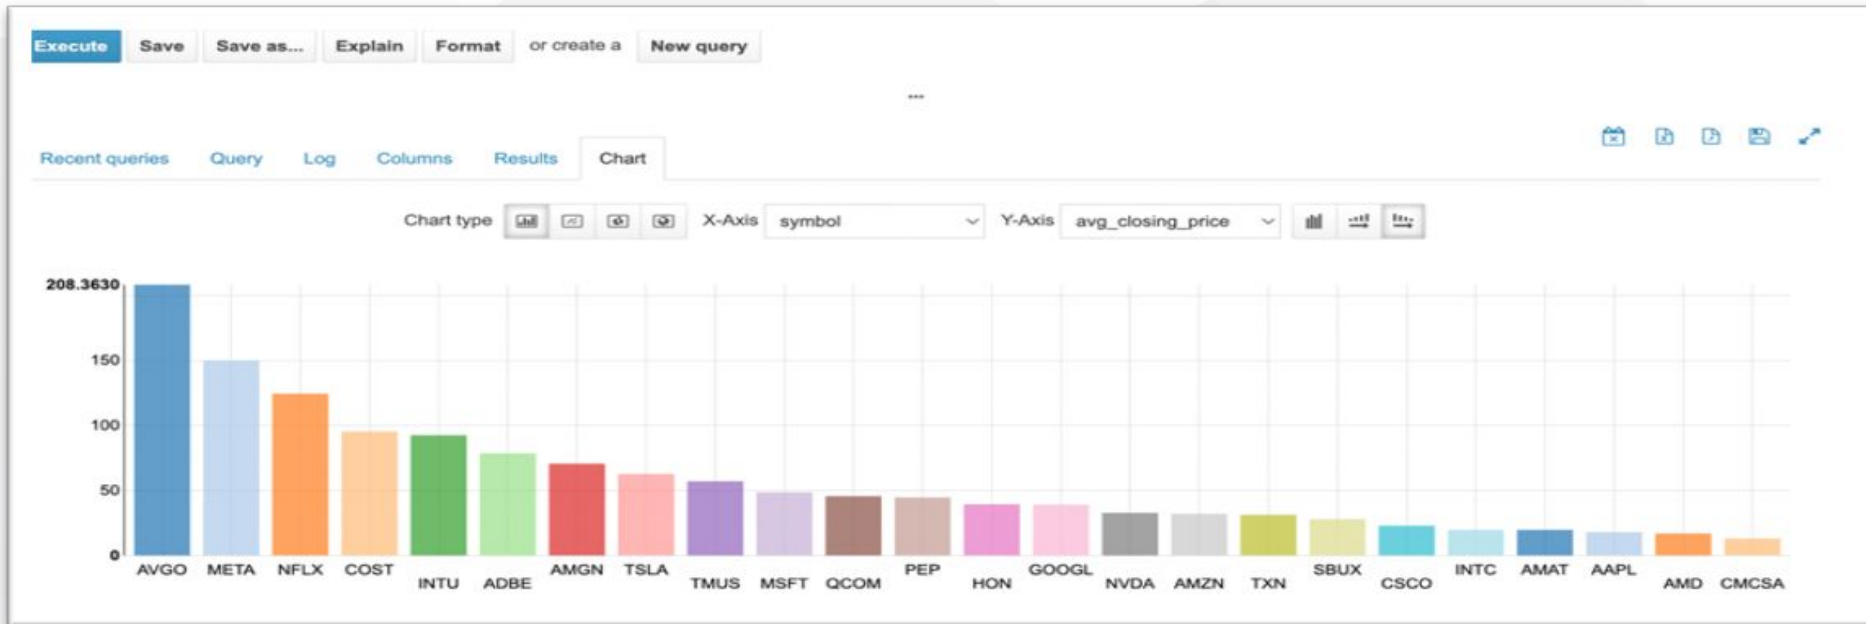 Execute Save Save as... Explain Format or create a New query
...
Recent queries Query Log Columns Results Chart
Chart type X-Axis symbol Y-Axis avg_closing_price
208.3630
150
100
50
0
AVGO META NFLX COST INTU ADBE AMGN TSLA TMUS MSFT QCOM PEP HON GOOGL NVDA AMZN TXN SBUX CSCO INTC AMAT AAPL AMD CMCSA